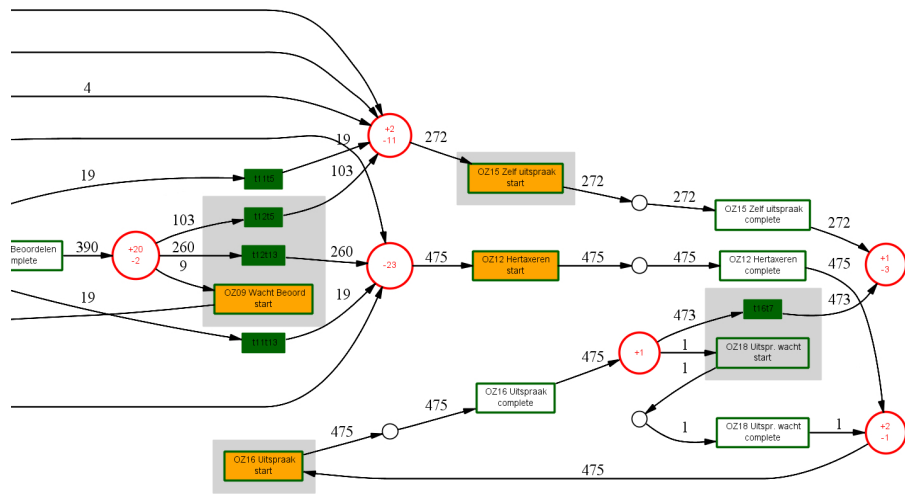 4
+2
-11
19
272
103
OZ15 Zelf uitspraak
start
272
272
OZ15 Zelf uitspraak
complete
272
19
t11t5
103
t12t5
Beoordelen
mplete
390
+20
-2
260
t12t13
260
9
OZ09 Wacht Beoord
start
-23
475
OZ12 Hertaxeren
start
475
475
OZ12 Hertaxeren
complete
475
+1
-3
19
19
t11t13
473
t16t7
473
+1
1
OZ18 Uitspr. wacht
start
1
475
OZ16 Uitspraak
complete
475
475
OZ16 Uitspraak
start
1
OZ18 Uitspr. wacht
complete
1
+2
-1
475